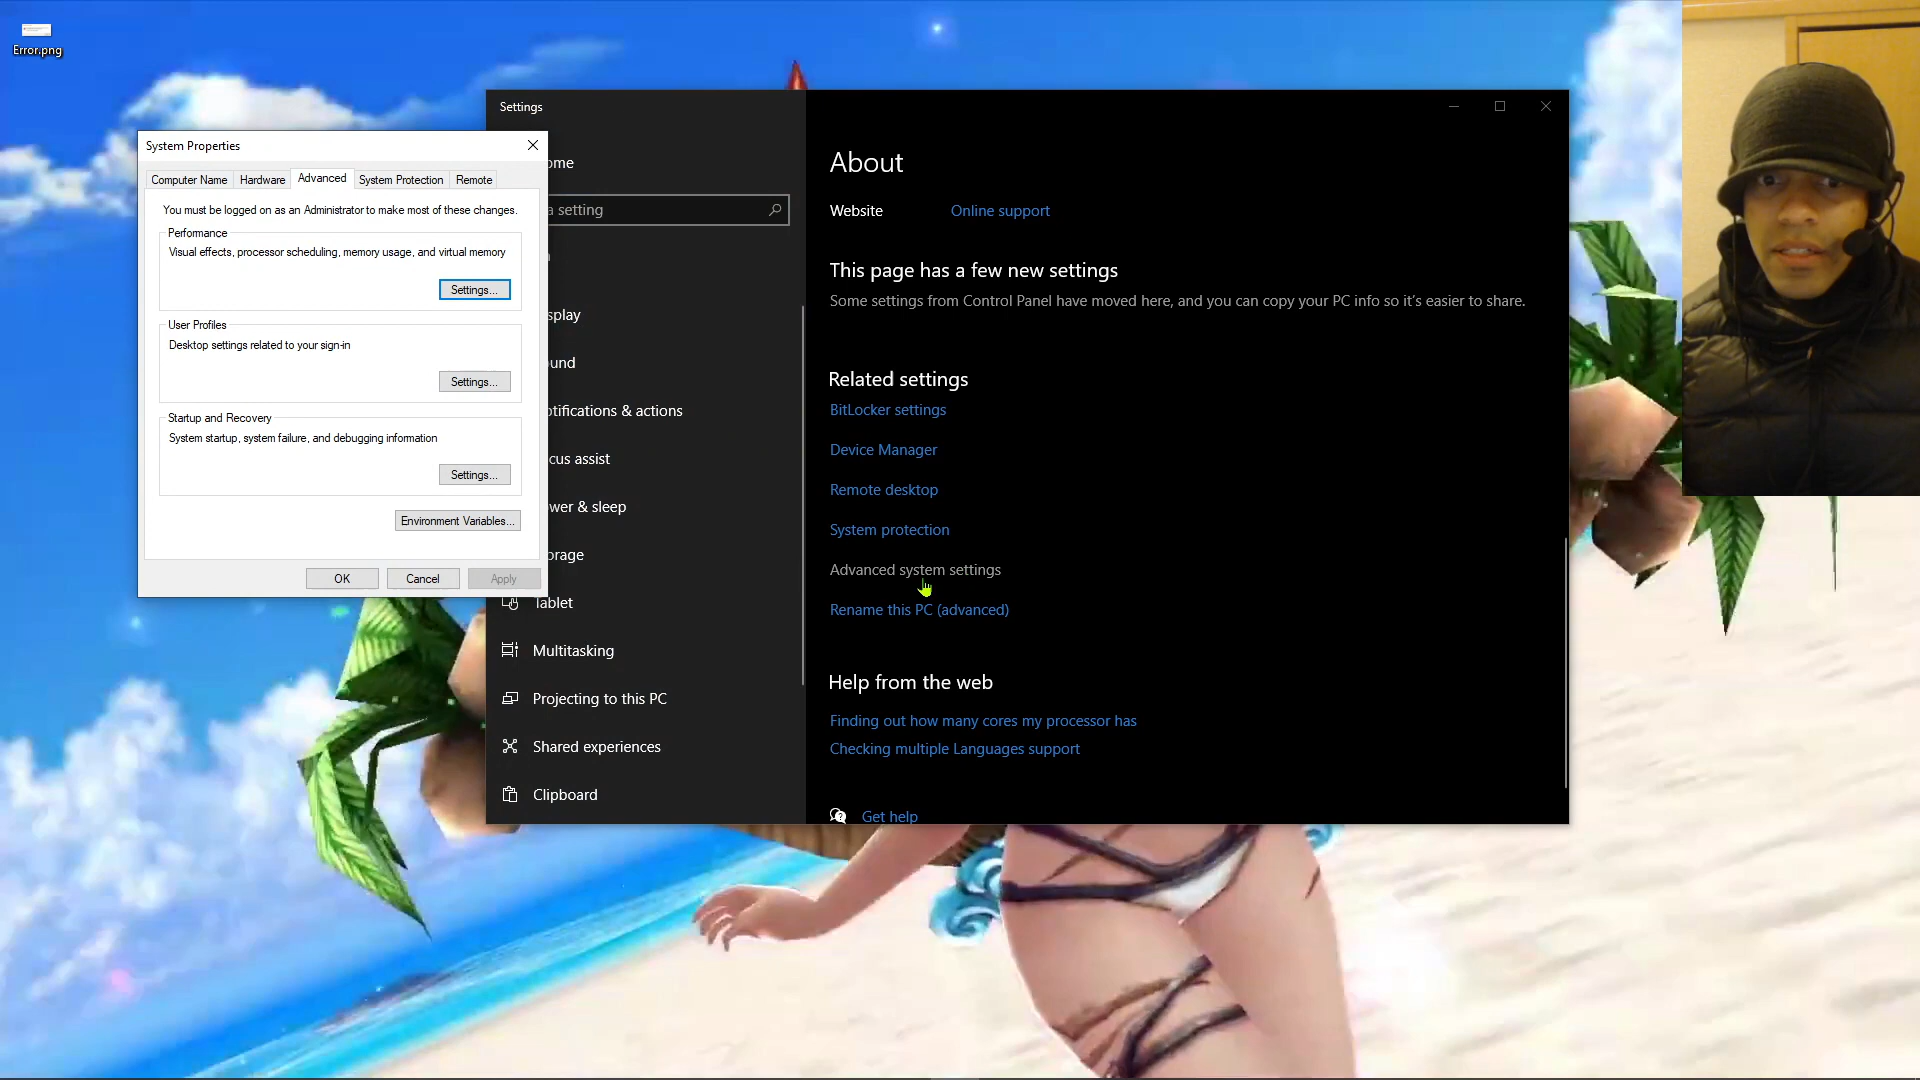 Error.png
Settings
System Properties
Computer Name
Hardware
Advanced
System Protection
Remote
You must be logged on as an Administrator to make most of these changes.
Performance
Visual effects, processor scheduling, memory usage, and virtual memory
Settings...
User Profiles
Desktop settings related to your sign-in
Settings...
Startup and Recovery
System startup, system failure, and debugging information
Settings...
Environment Variables...
OK
Cancel
Apply
ome
a setting
splay
und
otifications & actions
cus assist
wer & sleep
orage
Tablet
Multitasking
Projecting to this PC
Shared experiences
Clipboard
About
Website
Online support
This page has a few new settings
Some settings from Control Panel have moved here, and you can copy your PC info so it's easier to share.
Related settings
BitLocker settings
Device Manager
Remote desktop
System protection
Advanced system settings
Rename this PC (advanced)
Help from the web
Finding out how many cores my processor has
Checking multiple Languages support
Get help